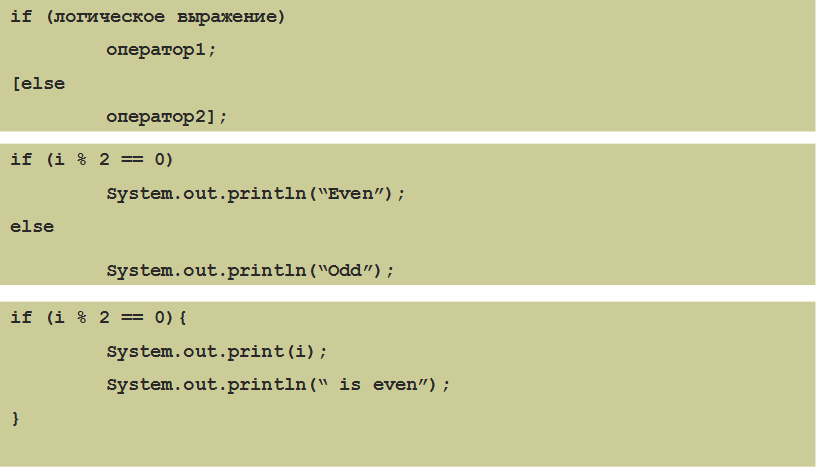 if (логическое выражение)
оператор1;
[else
оператор2];
if (i % 2 == 0)
System.out.println(“Even”);
else
System.out.println(“Odd”);
if (i % 2 == 0){
System.out.print(i);
System.out.println(“ is even”);
}